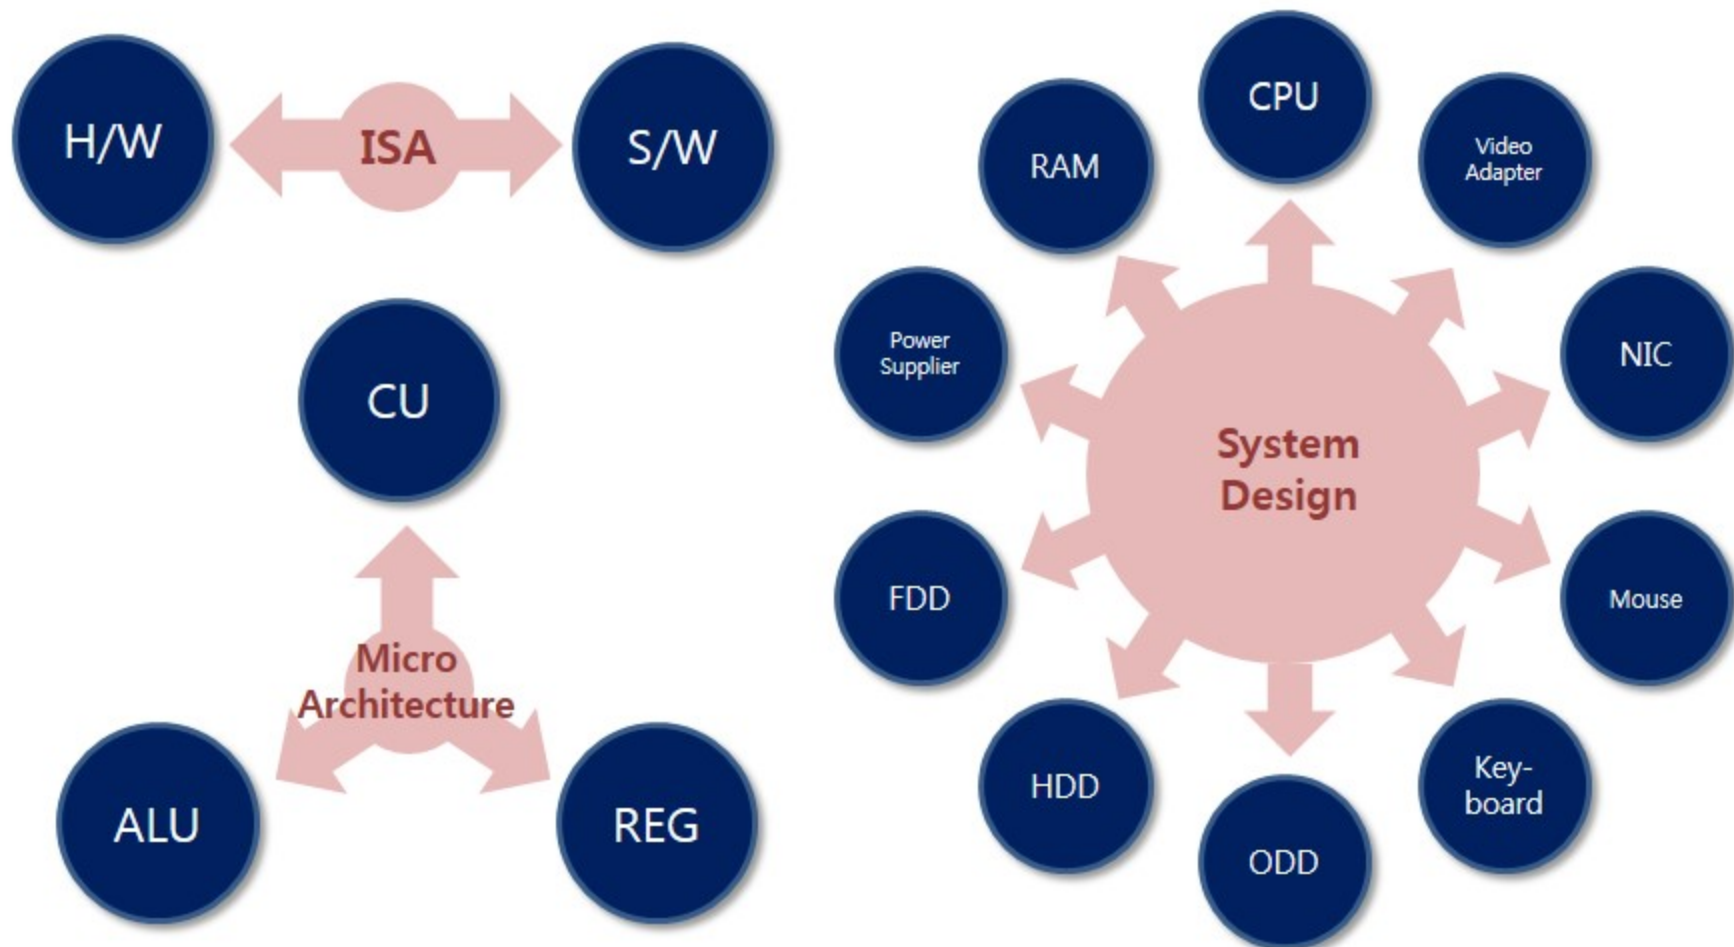 H/W
ISA
S/W
CU
Micro
Architecture
ALU
REG
CPU
Video
Adapter
NIC
Mouse
Key-
board
ODD
HDD
FDD
Power
Supplier
RAM
System
Design